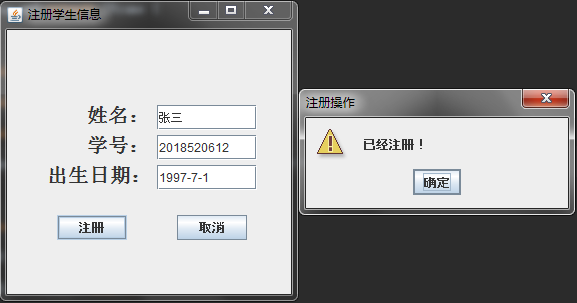 注册学生信息
姓名：
张三
学号：
2018520612
出生日期：
1997-7-1
注册
取消
注册操作
已经注册！
确定